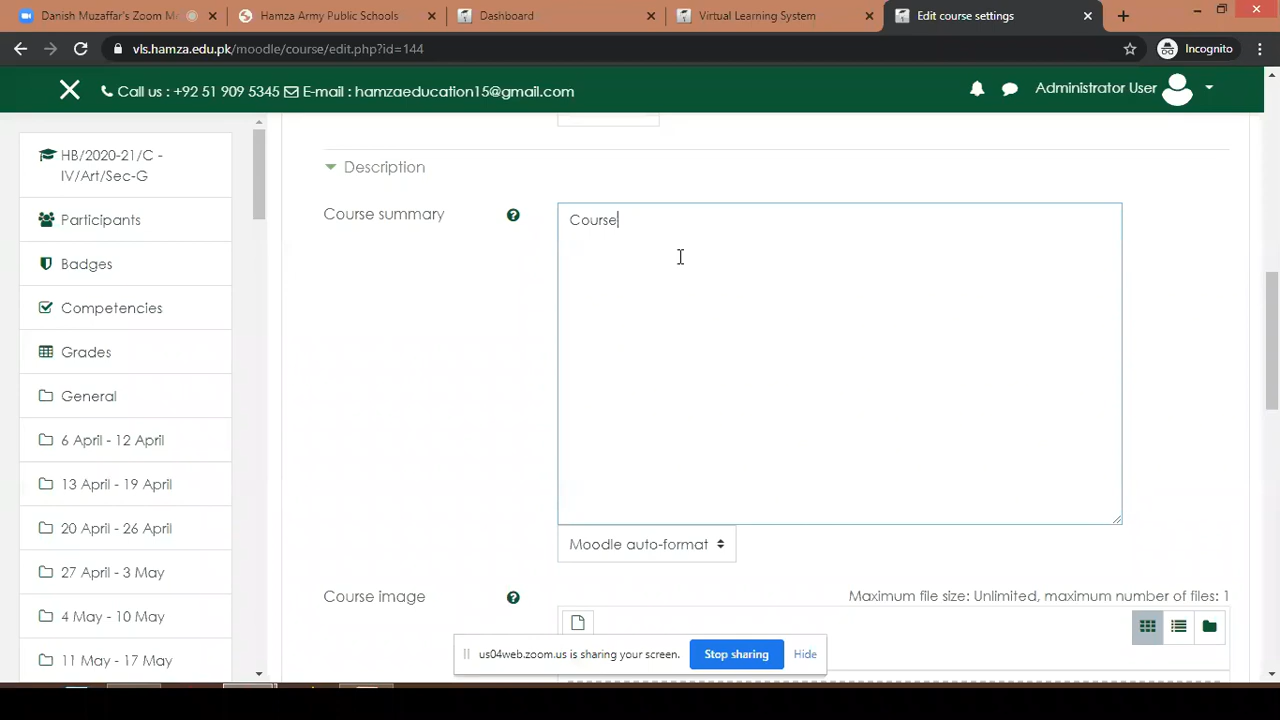 Danish Muzaffar's Zoom M
Hamza Army Public Schools
Dashboard
Virtual Learning System
Edit course settings
vls.hamza.edu.pk/moodle/course/edit.php?id=144
Incognito
Call us : +92 51 909 5345 E-mail : hamzaeducation15@gmail.com
Administrator User
HB/2020-21/C -
IV/Art/Sec-G
Participants
Badges
Competencies
Grades
General
6 April - 12 April
13 April - 19 April
20 April - 26 April
27 April - 3 May
4 May - 10 May
11 May - 17 May
Description
Course summary
Course
Moodle auto-format
Course image
Maximum file size: Unlimited, maximum number of files: 1
us04web.zoom.us is sharing your screen.
Stop sharing
Hide